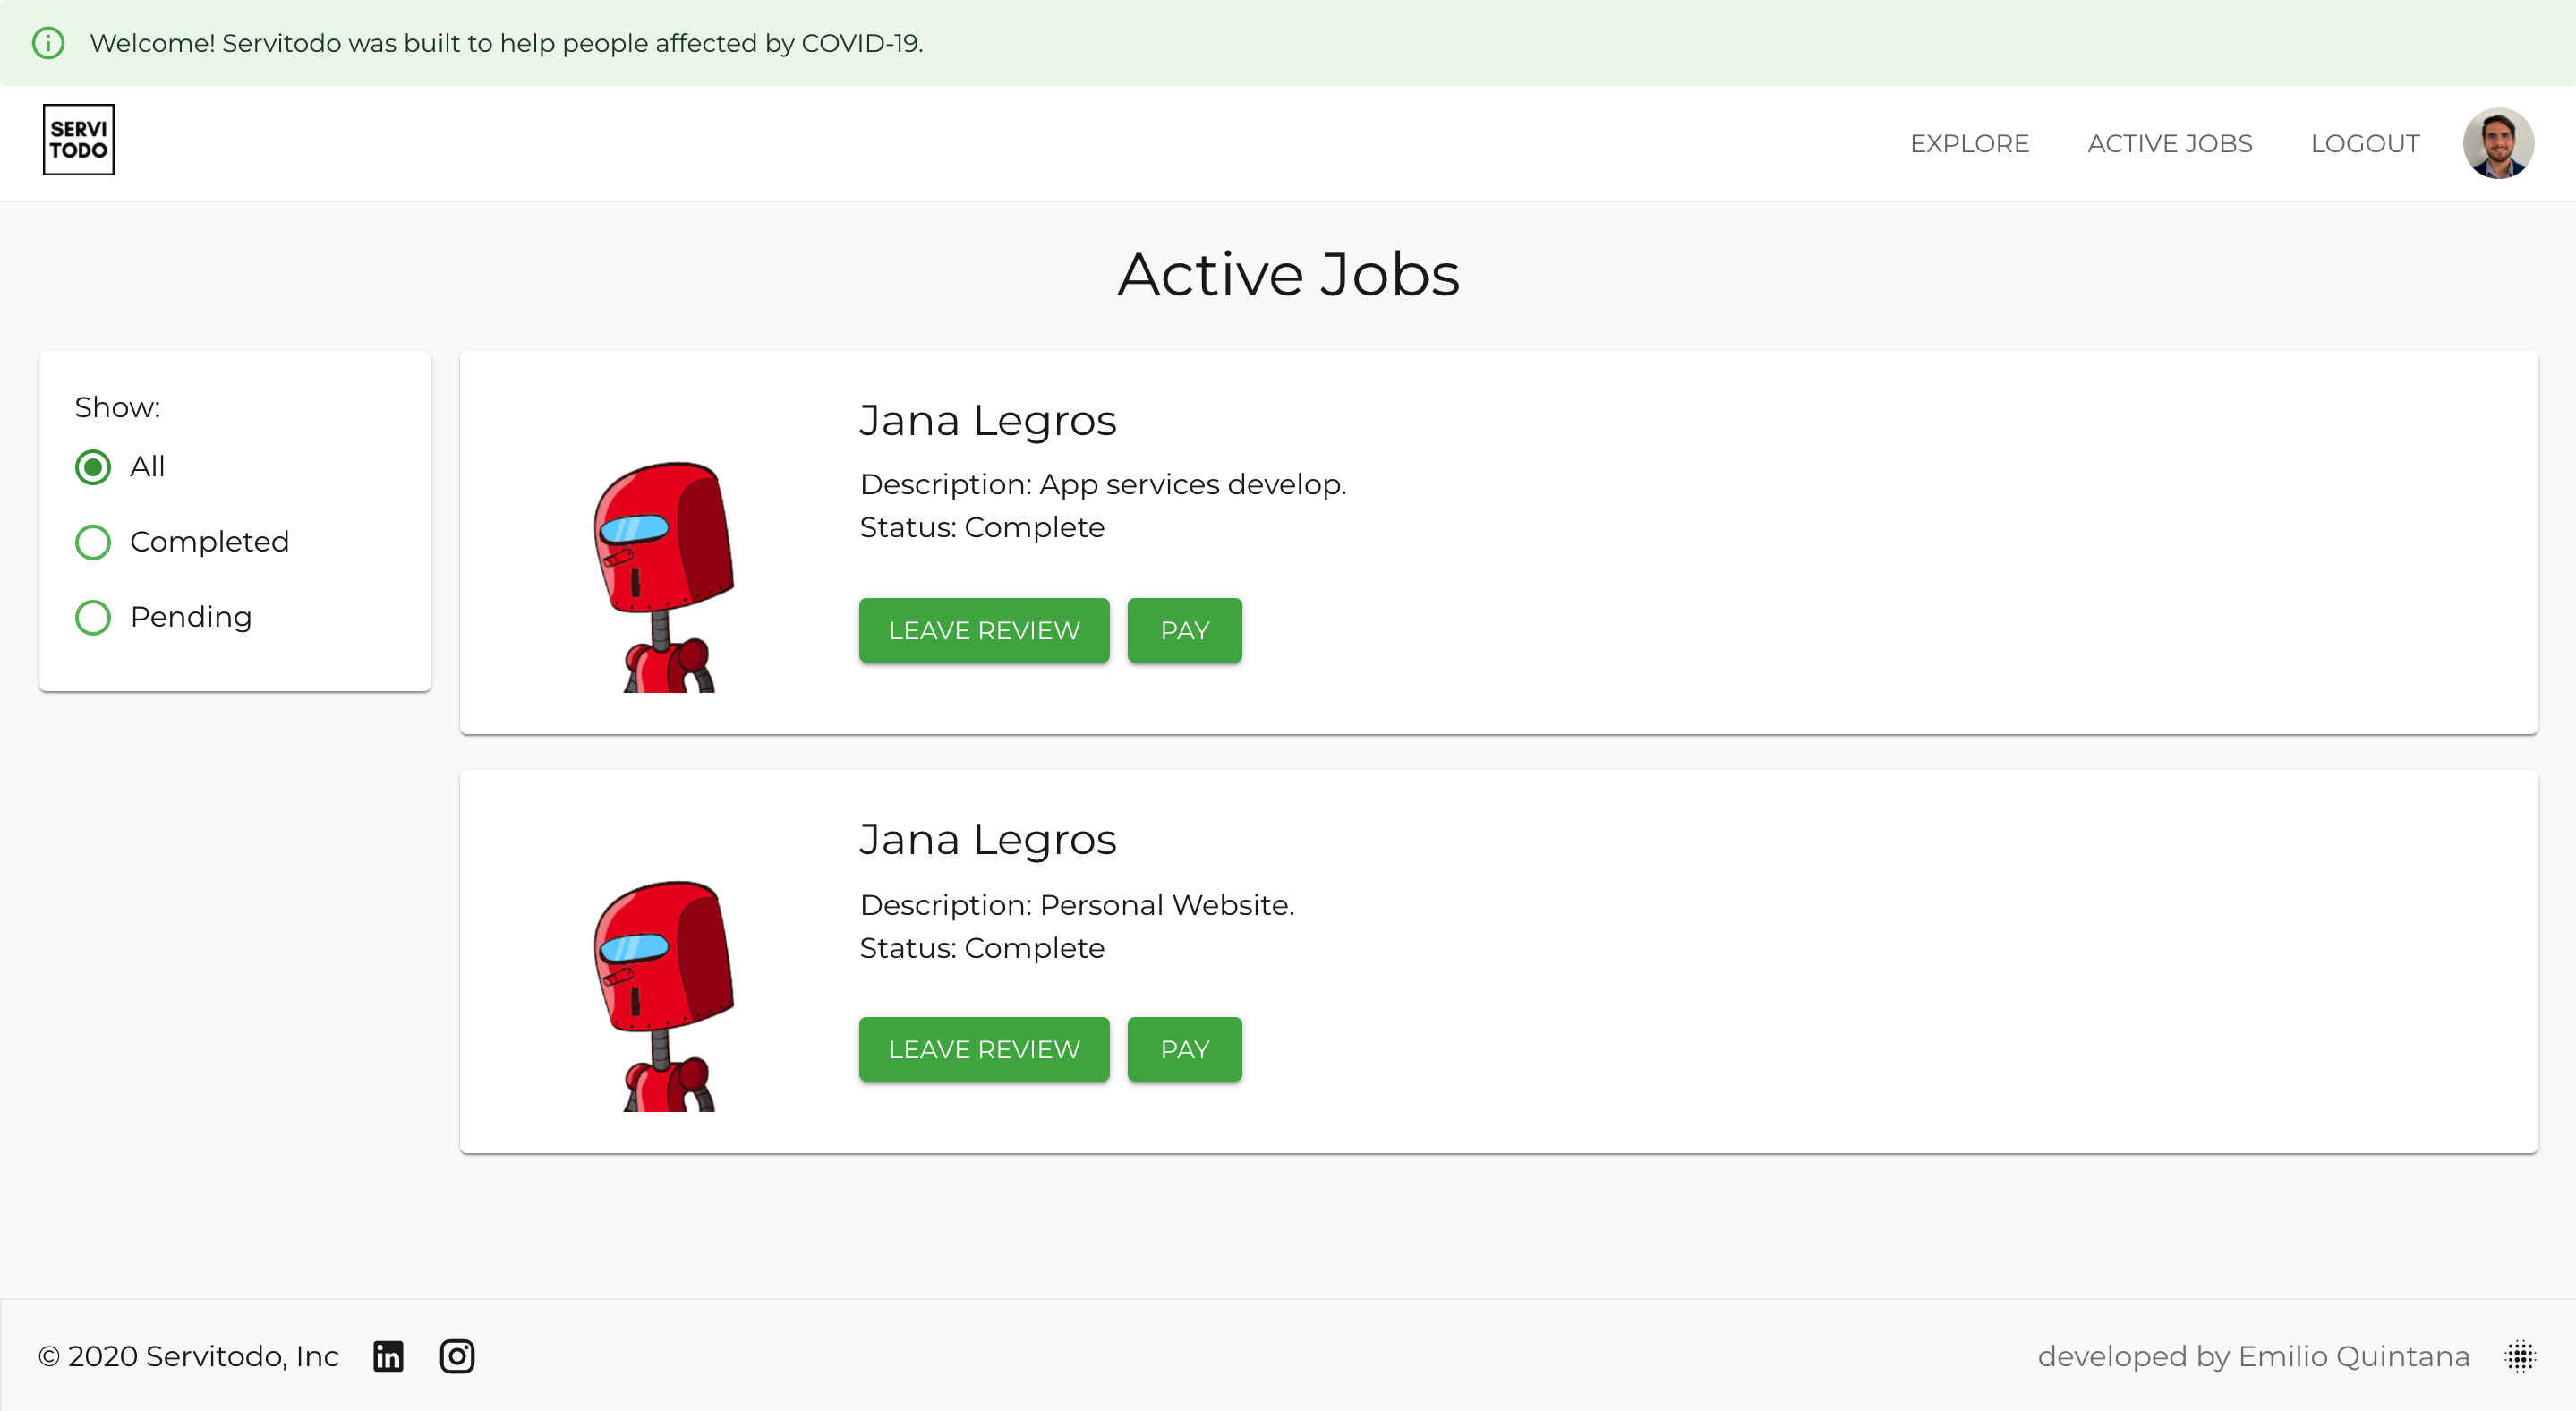 Welcome! Servitodo was built to help people affected by COVID-19.
SERVI
TODO
EXPLORE
ACTIVE JOBS
LOGOUT
Active Jobs
Show:
All
Completed
Pending
Jana Legros
Description: App services develop.
Status: Complete
LEAVE REVIEW
PAY
Jana Legros
Description: Personal Website.
Status: Complete
LEAVE REVIEW
PAY
© 2020 Servitodo, Inc
in
developed by Emilio Quintana